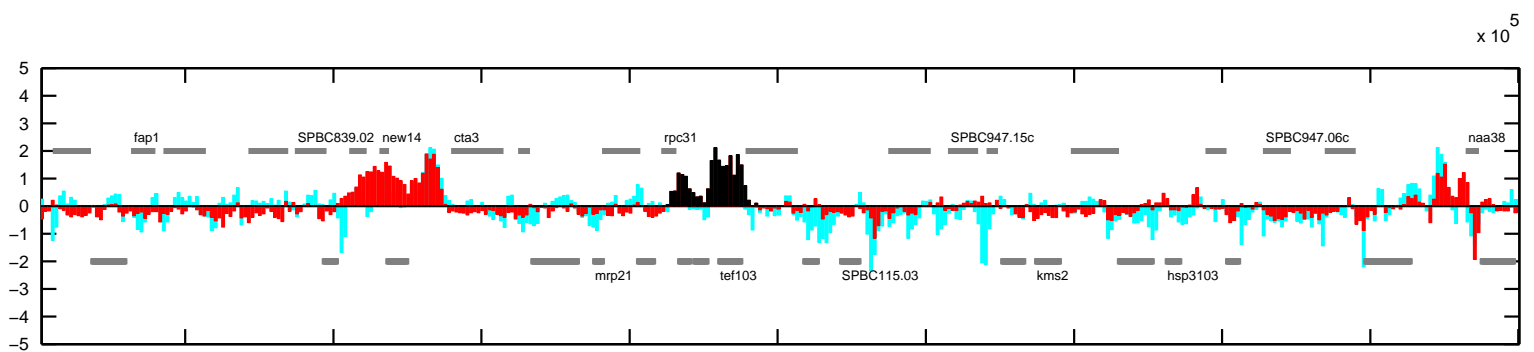 5
x 10
5
4
3
2
1
0
−1
−2
−3
−4
−5
fap1
SPBC839.02
new14
cta3
rpc31
SPBC947.15c
SPBC947.06c
naa38
mrp21
tef103
SPBC115.03
kms2
hsp3103